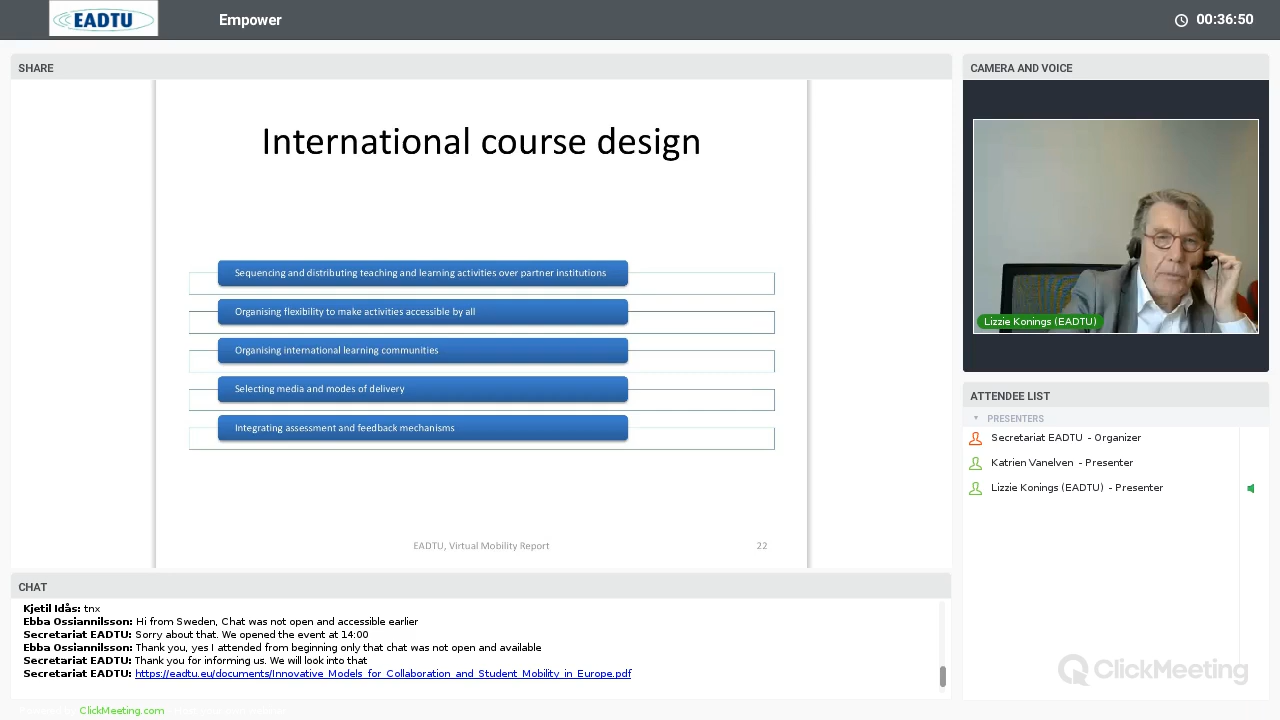 EADTU
Empower
00:36:50
SHARE
International course design
Sequencing and distributing teaching and learning activities over partner institutions
Organising flexibility to make activities accessible by all
Organising international learning communities
Selecting media and modes of delivery
Integrating assessment and feedback mechanisms
EADTU, Virtual Mobility Report
22
CAMERA AND VOICE
Lizzie Konings (EADTU)
ATTENDEE LIST
PRESENTERS
Secretariat EADTU - Organizer
Katrien Vanelven - Presenter
Lizzie Konings (EADTU) - Presenter
CHAT
Kjetil Idås: tnx
Ebba Ossiannilsson: Hi from Sweden, Chat was not open and accessible earlier
Secretariat EADTU: Sorry about that. We opened the event at 14:00
Ebba Ossiannilsson: Thank you, yes I attended from beginning only that chat was not open and available
Secretariat EADTU: Thank you for informing us. We will look into that
Secretariat EADTU: https://eadtu.eu/documents/Innovative_Models_for_Collaboration_and_Student_Mobility_in_Europe.pdf
ClickMeeting
ClickMeeting.com